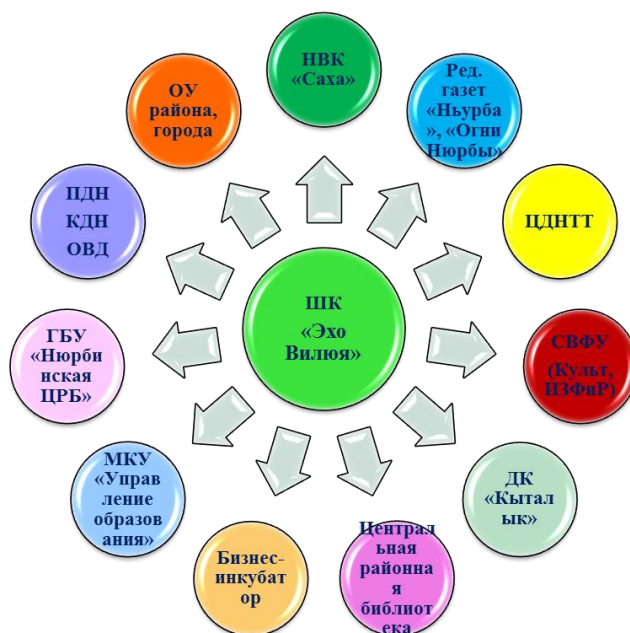 НВК
«Саха»
Ред.
газет
«Ньурба
», «Огни
Нюрбы»
ЦДНТТ
СВФУ
(Культ,
ИЗФиР)
ДК
«Кытал
ык»
Централ
ьная
районна
я
библиот
ека
Бизнес-
инкубат
ор
МКУ
«Управ
ление
образов
ания»
ГБУ
«Нюрби
нская
ЦРБ»
ПДН
КДН
ОВД
ОУ
района,
города
ШК
«Эхо
Вилюя»